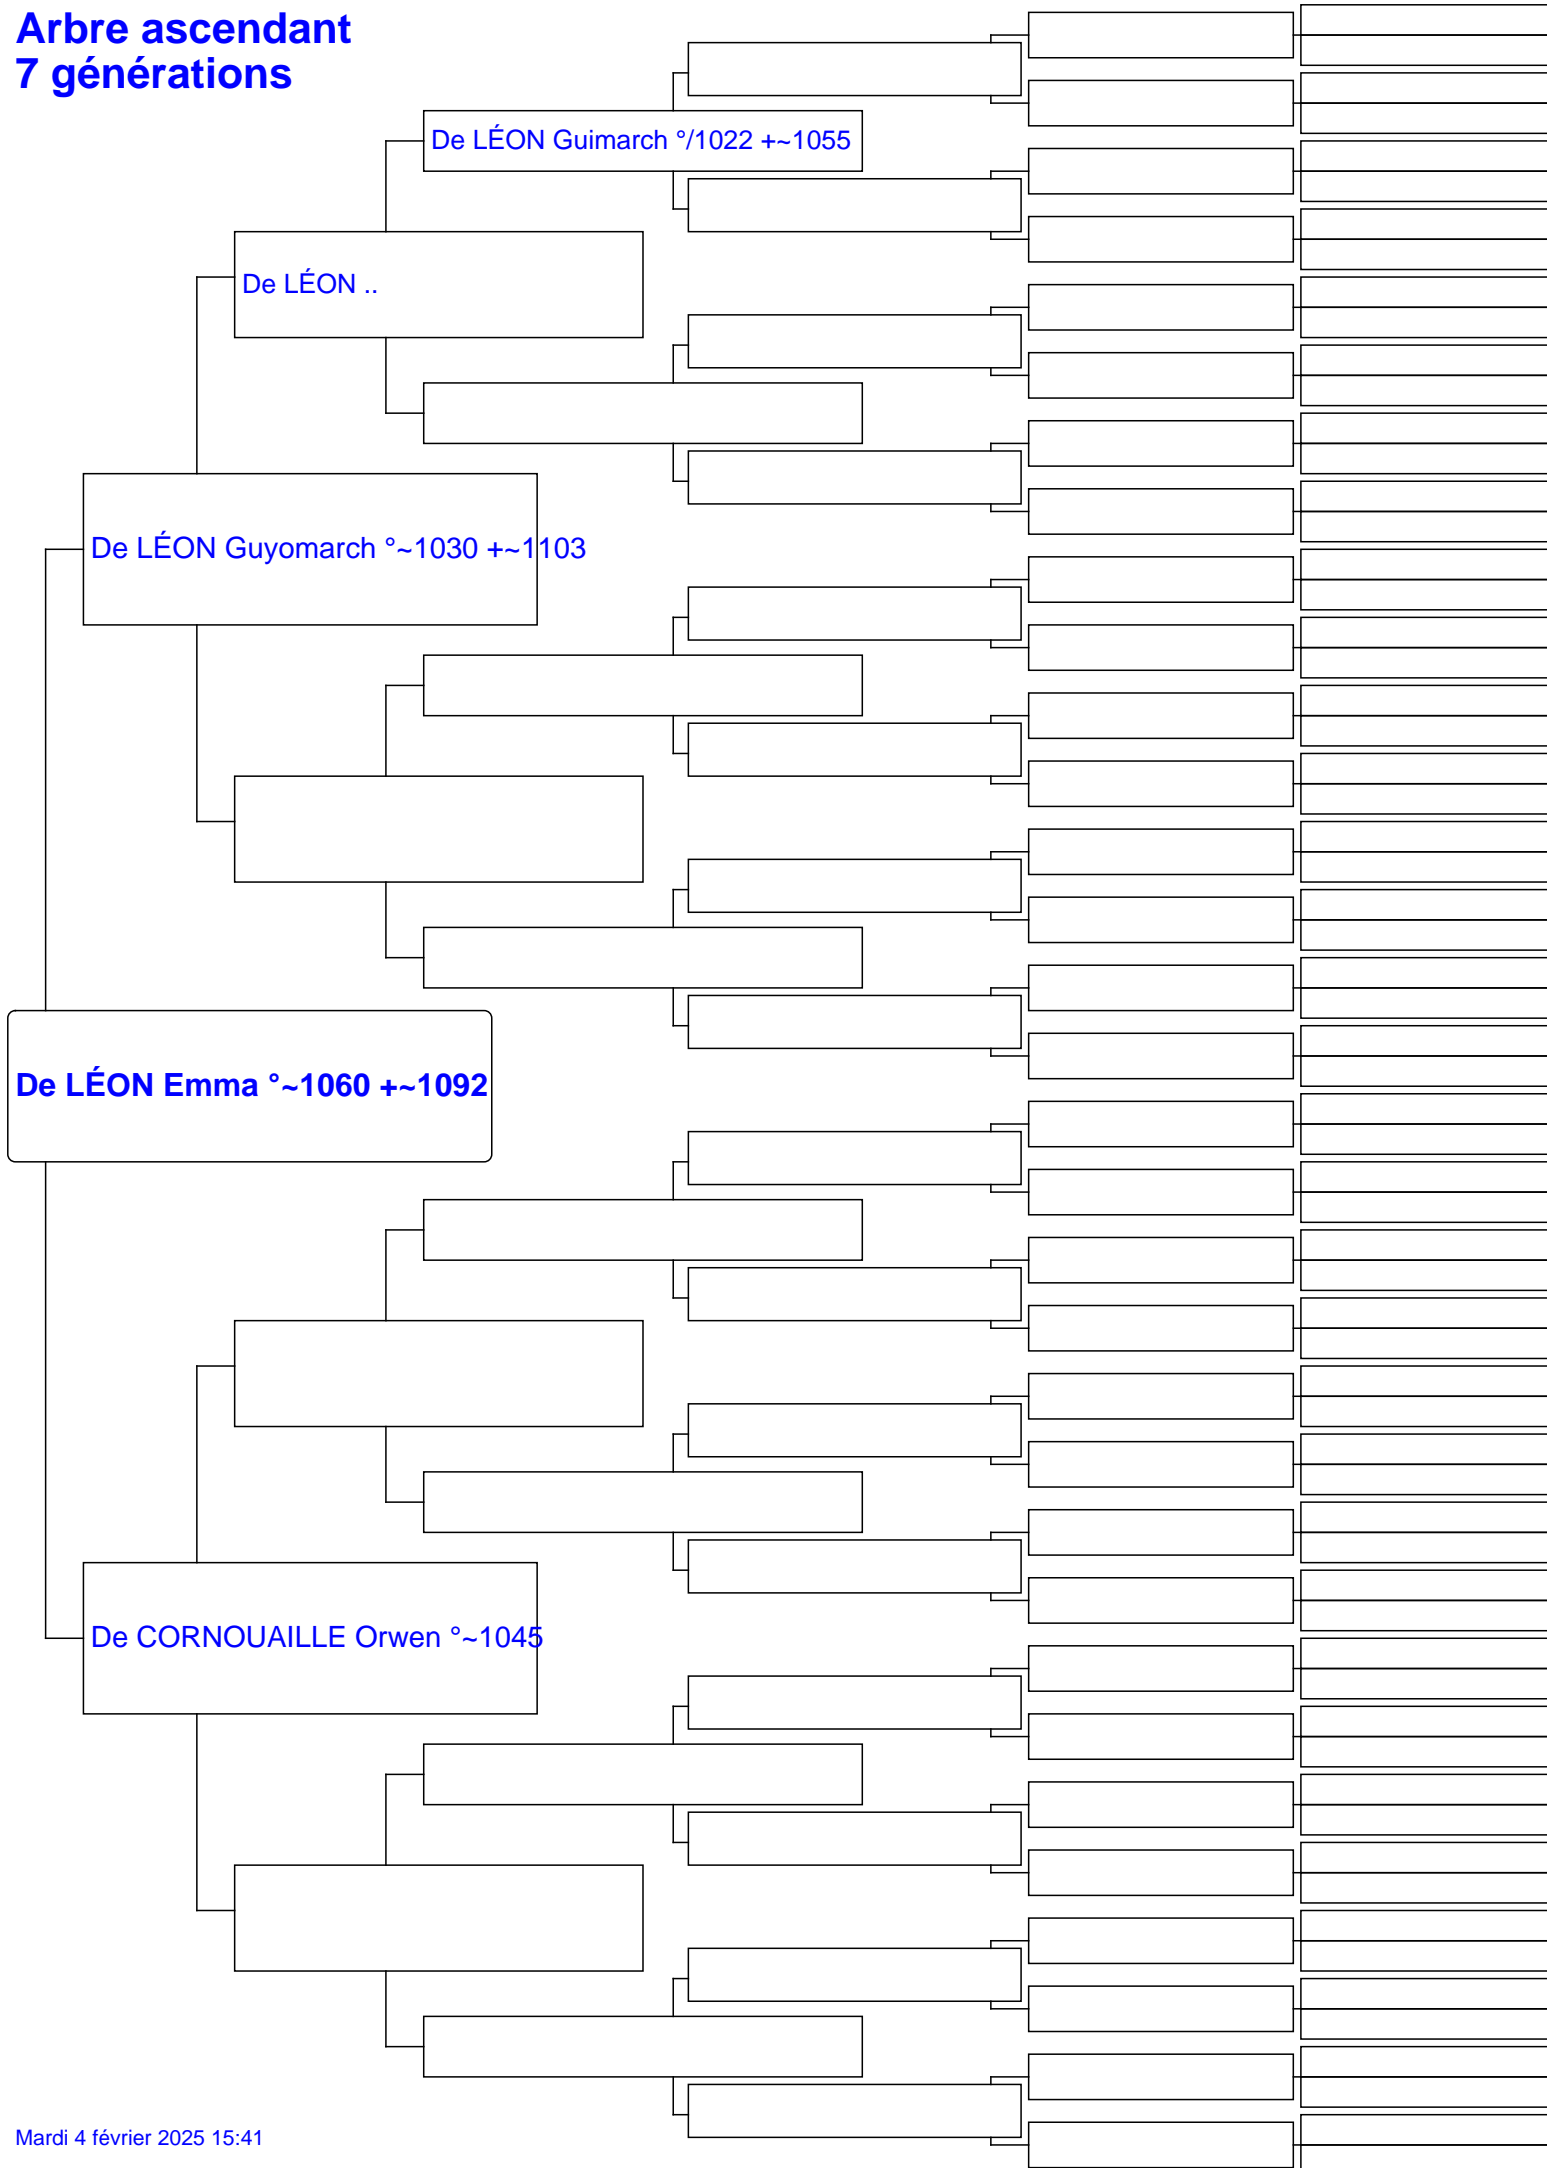 Arbre ascendant
7 générations
De LÉON Guimarch °/1022 +~1055
De LÉON ..
De LÉON Guyomarch °~1030 +~1103
De LÉON Emma °~1060 +~1092
De CORNOUAILLE Orwen °~1045
Mardi 4 février 2025 15:41